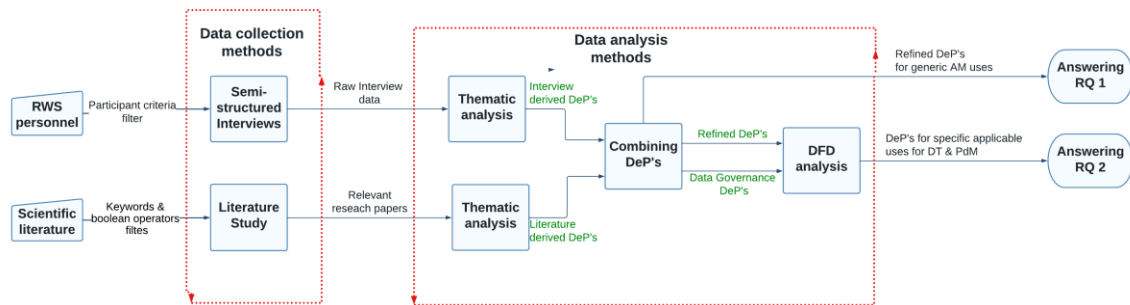 Data collection
methods
Data analysis
methods
Refined DeP's
for generic AM uses
Answering
RQ 1
RWS
personnel
Participant criteria
filter
Semi-
structured
Interviews
Raw Interview
data
Thematic
analysis
Interview
derived DeP's
Combining
DeP's
Refined DeP's
Data Governance
DeP's
DFD
analysis
DeP's for specific applicable
uses for DT & PdM
Answering
RQ 2
Scientific
literature
Keywords &
boolean operators
filtes
Literature
Study
Relevant
reseach papers
Thematic
analysis
Literature
derived DeP's